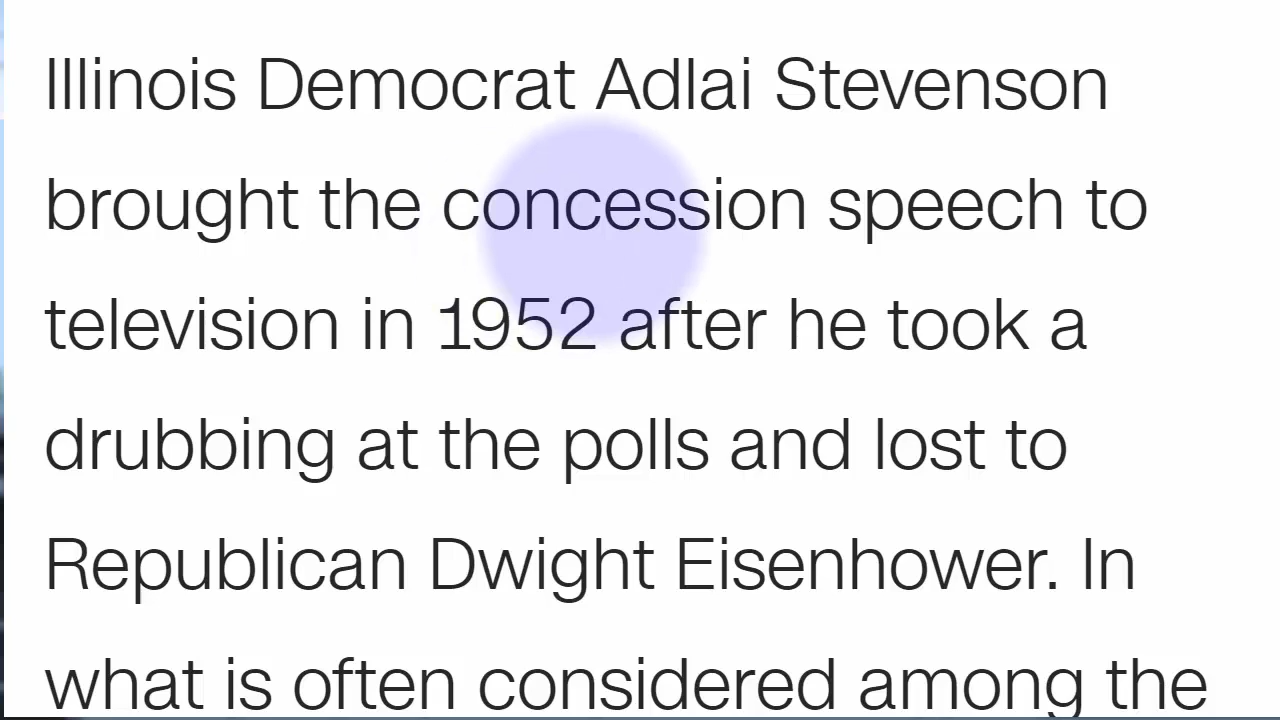 Illinois Democrat Adlai Stevenson
brought the concession speech to
television in 1952 after he took a
drubbing at the polls and lost to
Republican Dwight Eisenhower. In
what is often considered among the